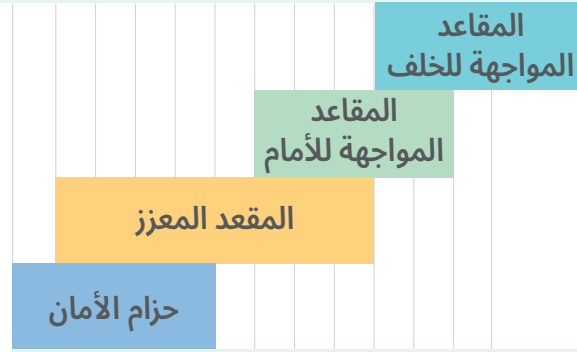 المقاعد
المواجهة للخلف
المقاعد
المواجهة للأمام
المقعد المعزز
حزام الأمان